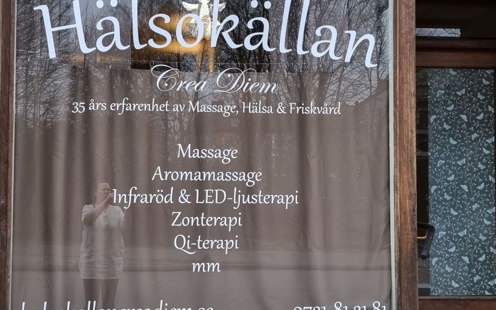 Hälsokällan
Crea Diem
35 års erfarenhet av Massage, Hälsa & Friskvård
Massage
Aromamassage
Infraröd & LED-ljusterapi
Zonterapi
Qi-terapi
mm